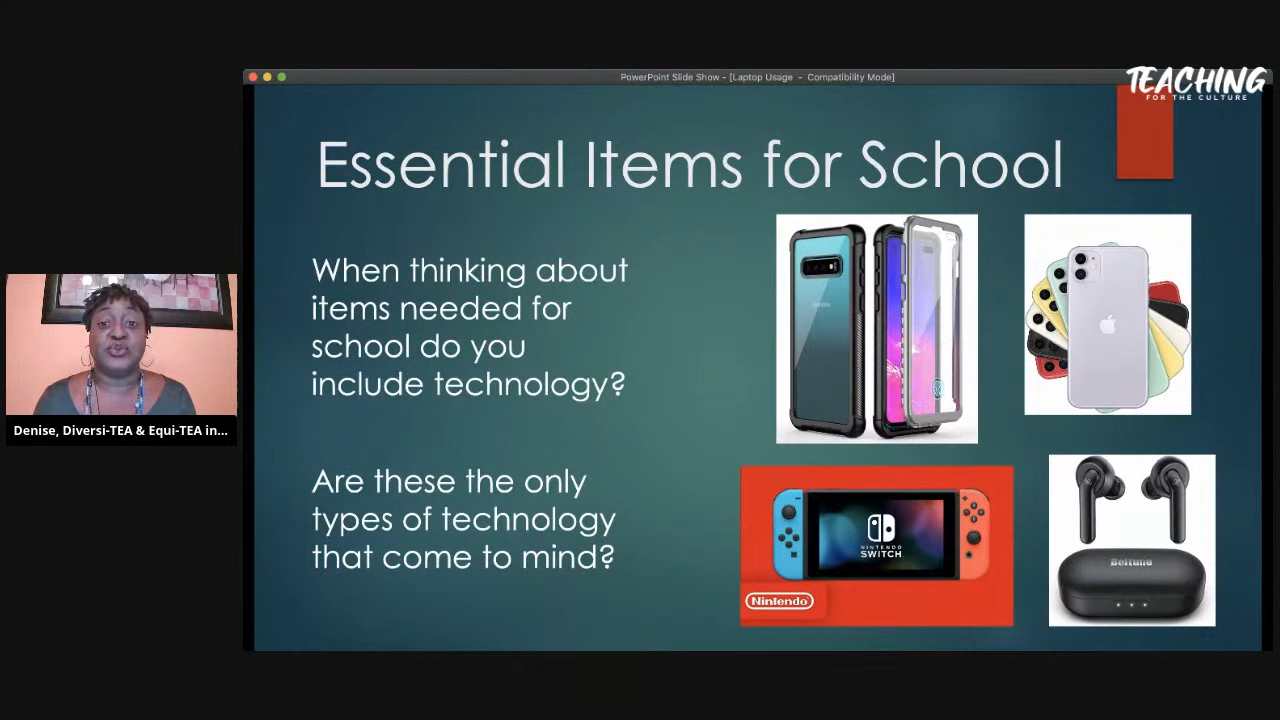 PowerPoint Slide Show - [Laptop Usage - Compatibility Mode]
TEACHING
FOR THE CULTURE
Essential Items for School
When thinking about
items needed for
school do you
include technology?
Are these the only
types of technology
that come to mind?
SAMSUNG
NINTENDO
SWITCH
Nintendo
Boltune
Denise, Diversi-TEA & Equi-TEA in...